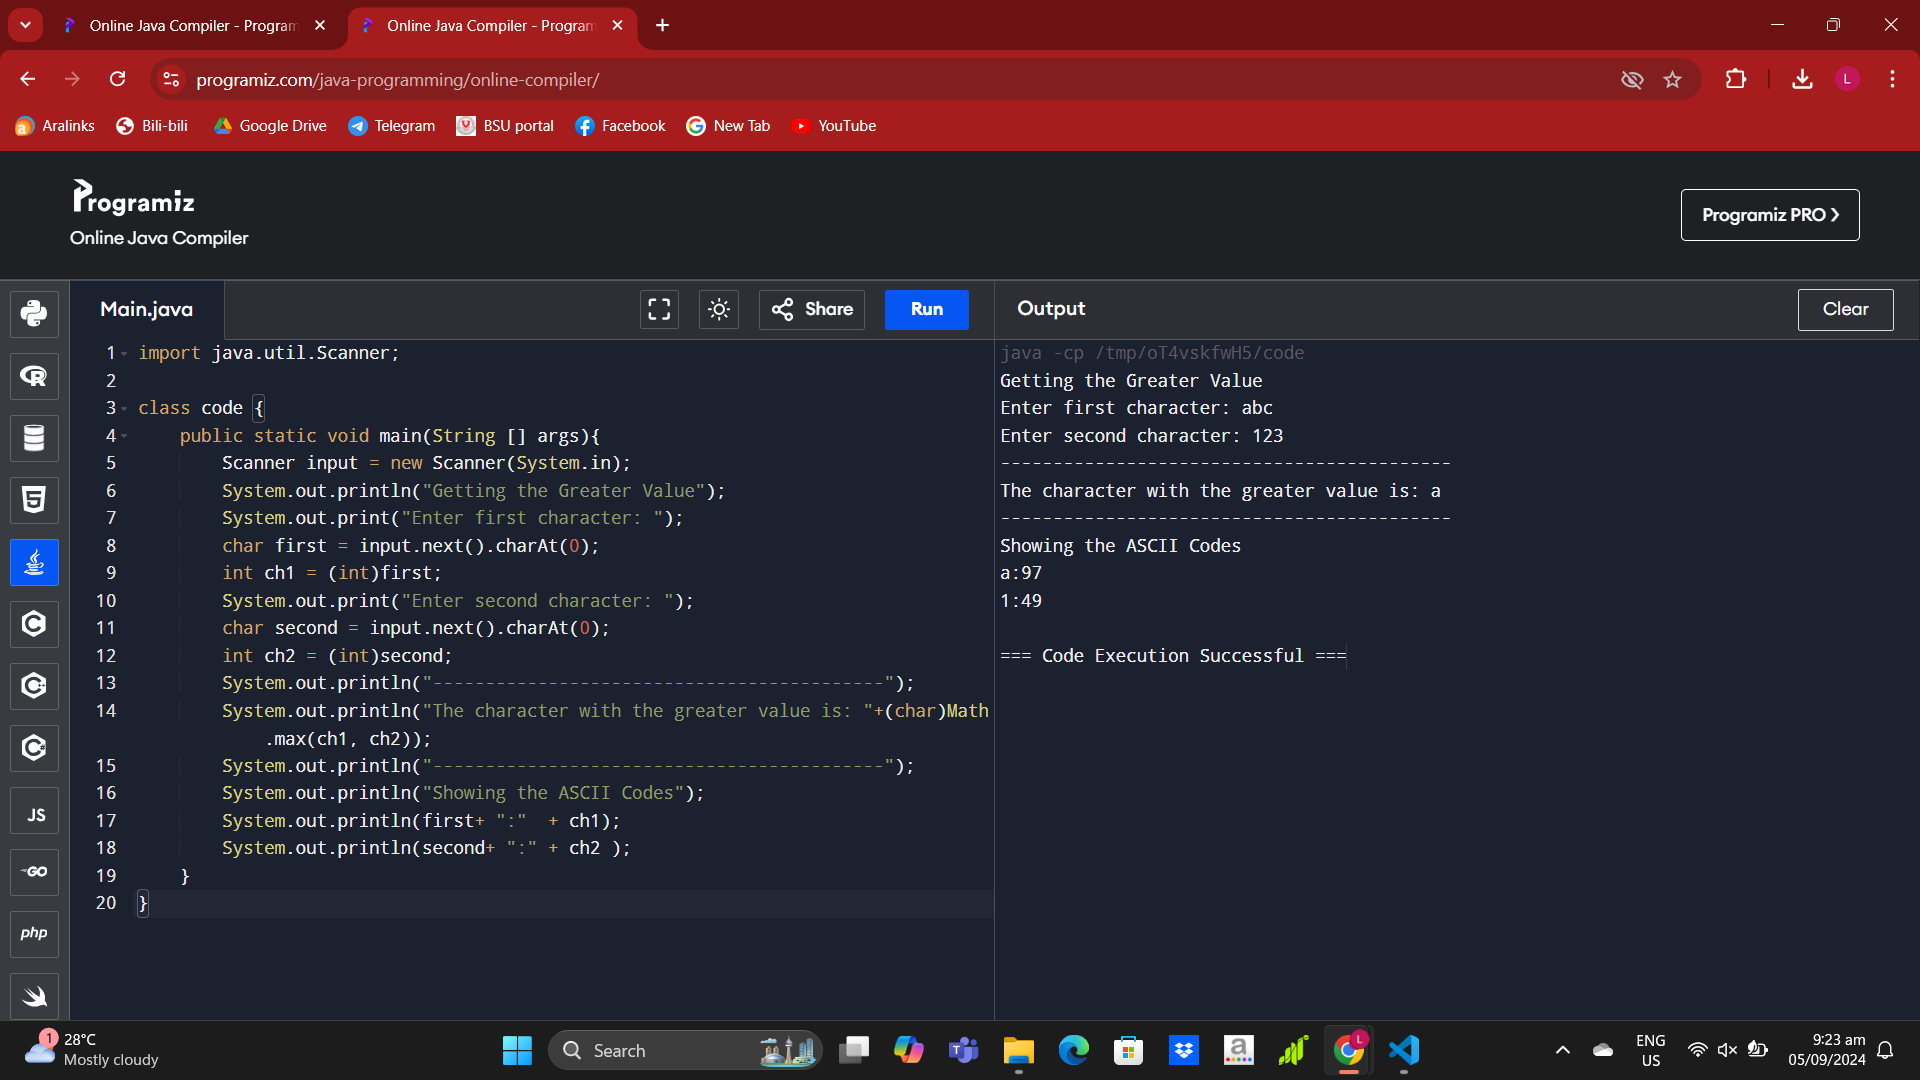 Online Java Compiler - Program
Online Java Compiler - Program
programiz.com/java-programming/online-compiler/
L
Aralinks
Bili-bili
Google Drive
Telegram
BSU portal
Facebook
New Tab
YouTube
Programiz
Online Java Compiler
Programiz PRO
Main.java
Share
Run
1 import java.util.Scanner;
2
3 class code {
4     public static void main(String [] args){
5         Scanner input = new Scanner(System.in);
6         System.out.println("Getting the Greater Value");
7         System.out.print("Enter first character: ");
8         char first = input.next().charAt(0);
9         int ch1 = (int)first;
10         System.out.print("Enter second character: ");
11         char second = input.next().charAt(0);
12         int ch2 = (int)second;
13         System.out.println("-------------------------------------------");
14         System.out.println("The character with the greater value is: "+(char)Math
            .max(ch1, ch2));
15         System.out.println("-------------------------------------------");
16         System.out.println("Showing the ASCII Codes");
17         System.out.println(first+ ":"  + ch1);
18         System.out.println(second+ ":" + ch2 );
19     }
20 }
Output
Clear
java -cp /tmp/oT4vskfwH5/code
Getting the Greater Value
Enter first character: abc
Enter second character: 123
-------------------------------------------
The character with the greater value is: a
-------------------------------------------
Showing the ASCII Codes
a:97
1:49
=== Code Execution Successful ===
R
5
C
C
C
JS
GO
php
1
28°C
Mostly cloudy
Search
T
a
L
ENG
US
9:23 am
05/09/2024